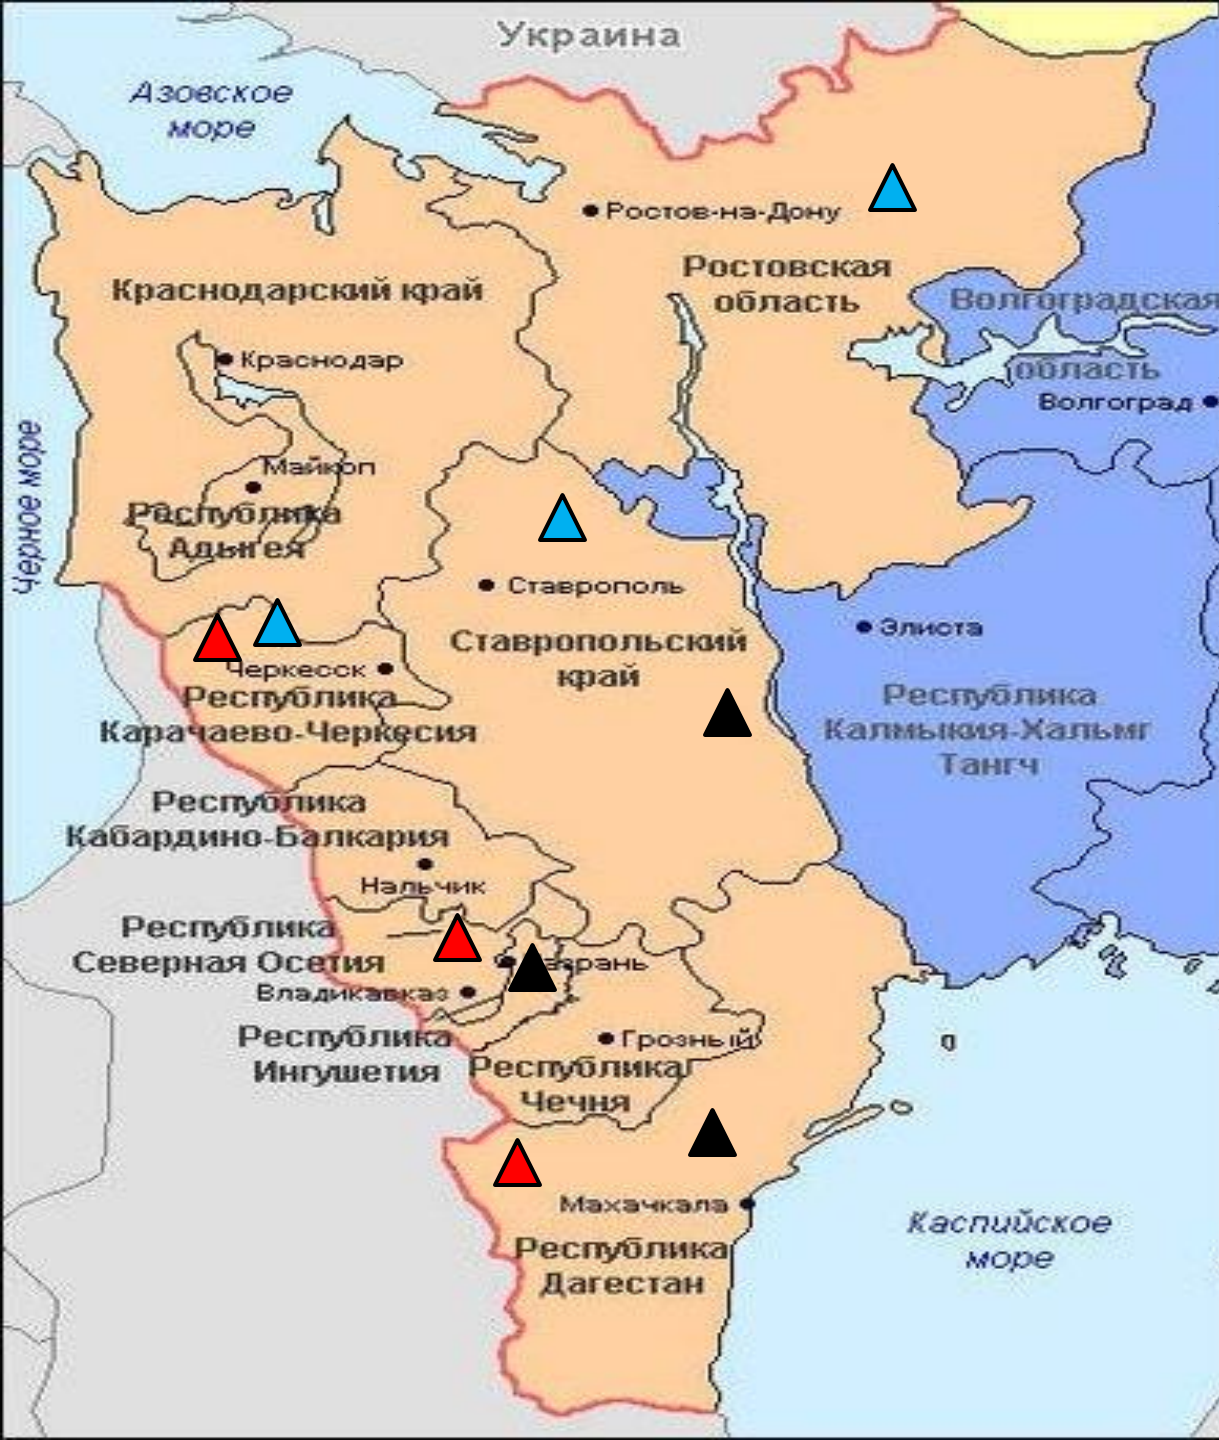 Украина
Азовское
море
Ростов-на-Дону
Ростовская
область
Краснодарский край
Волгоградская
область
Краснодар
Волгоград
Черное море
Майкоп
Республика
Адыгея
Ставрополь
Ставропольский
край
Элиста
Черкесск
Республика
Карачаево-Черкесия
Республика
Калмыкия-Хальмг
Тангч
Республика
Кабардино-Балкария
Нальчик
Республика
Северная Осетия
азрань
Владикавказ
Республика
Ингушетия
Грозный
Республика
Чечня
Махачкала
Республика
Дагестан
Каспийское
море